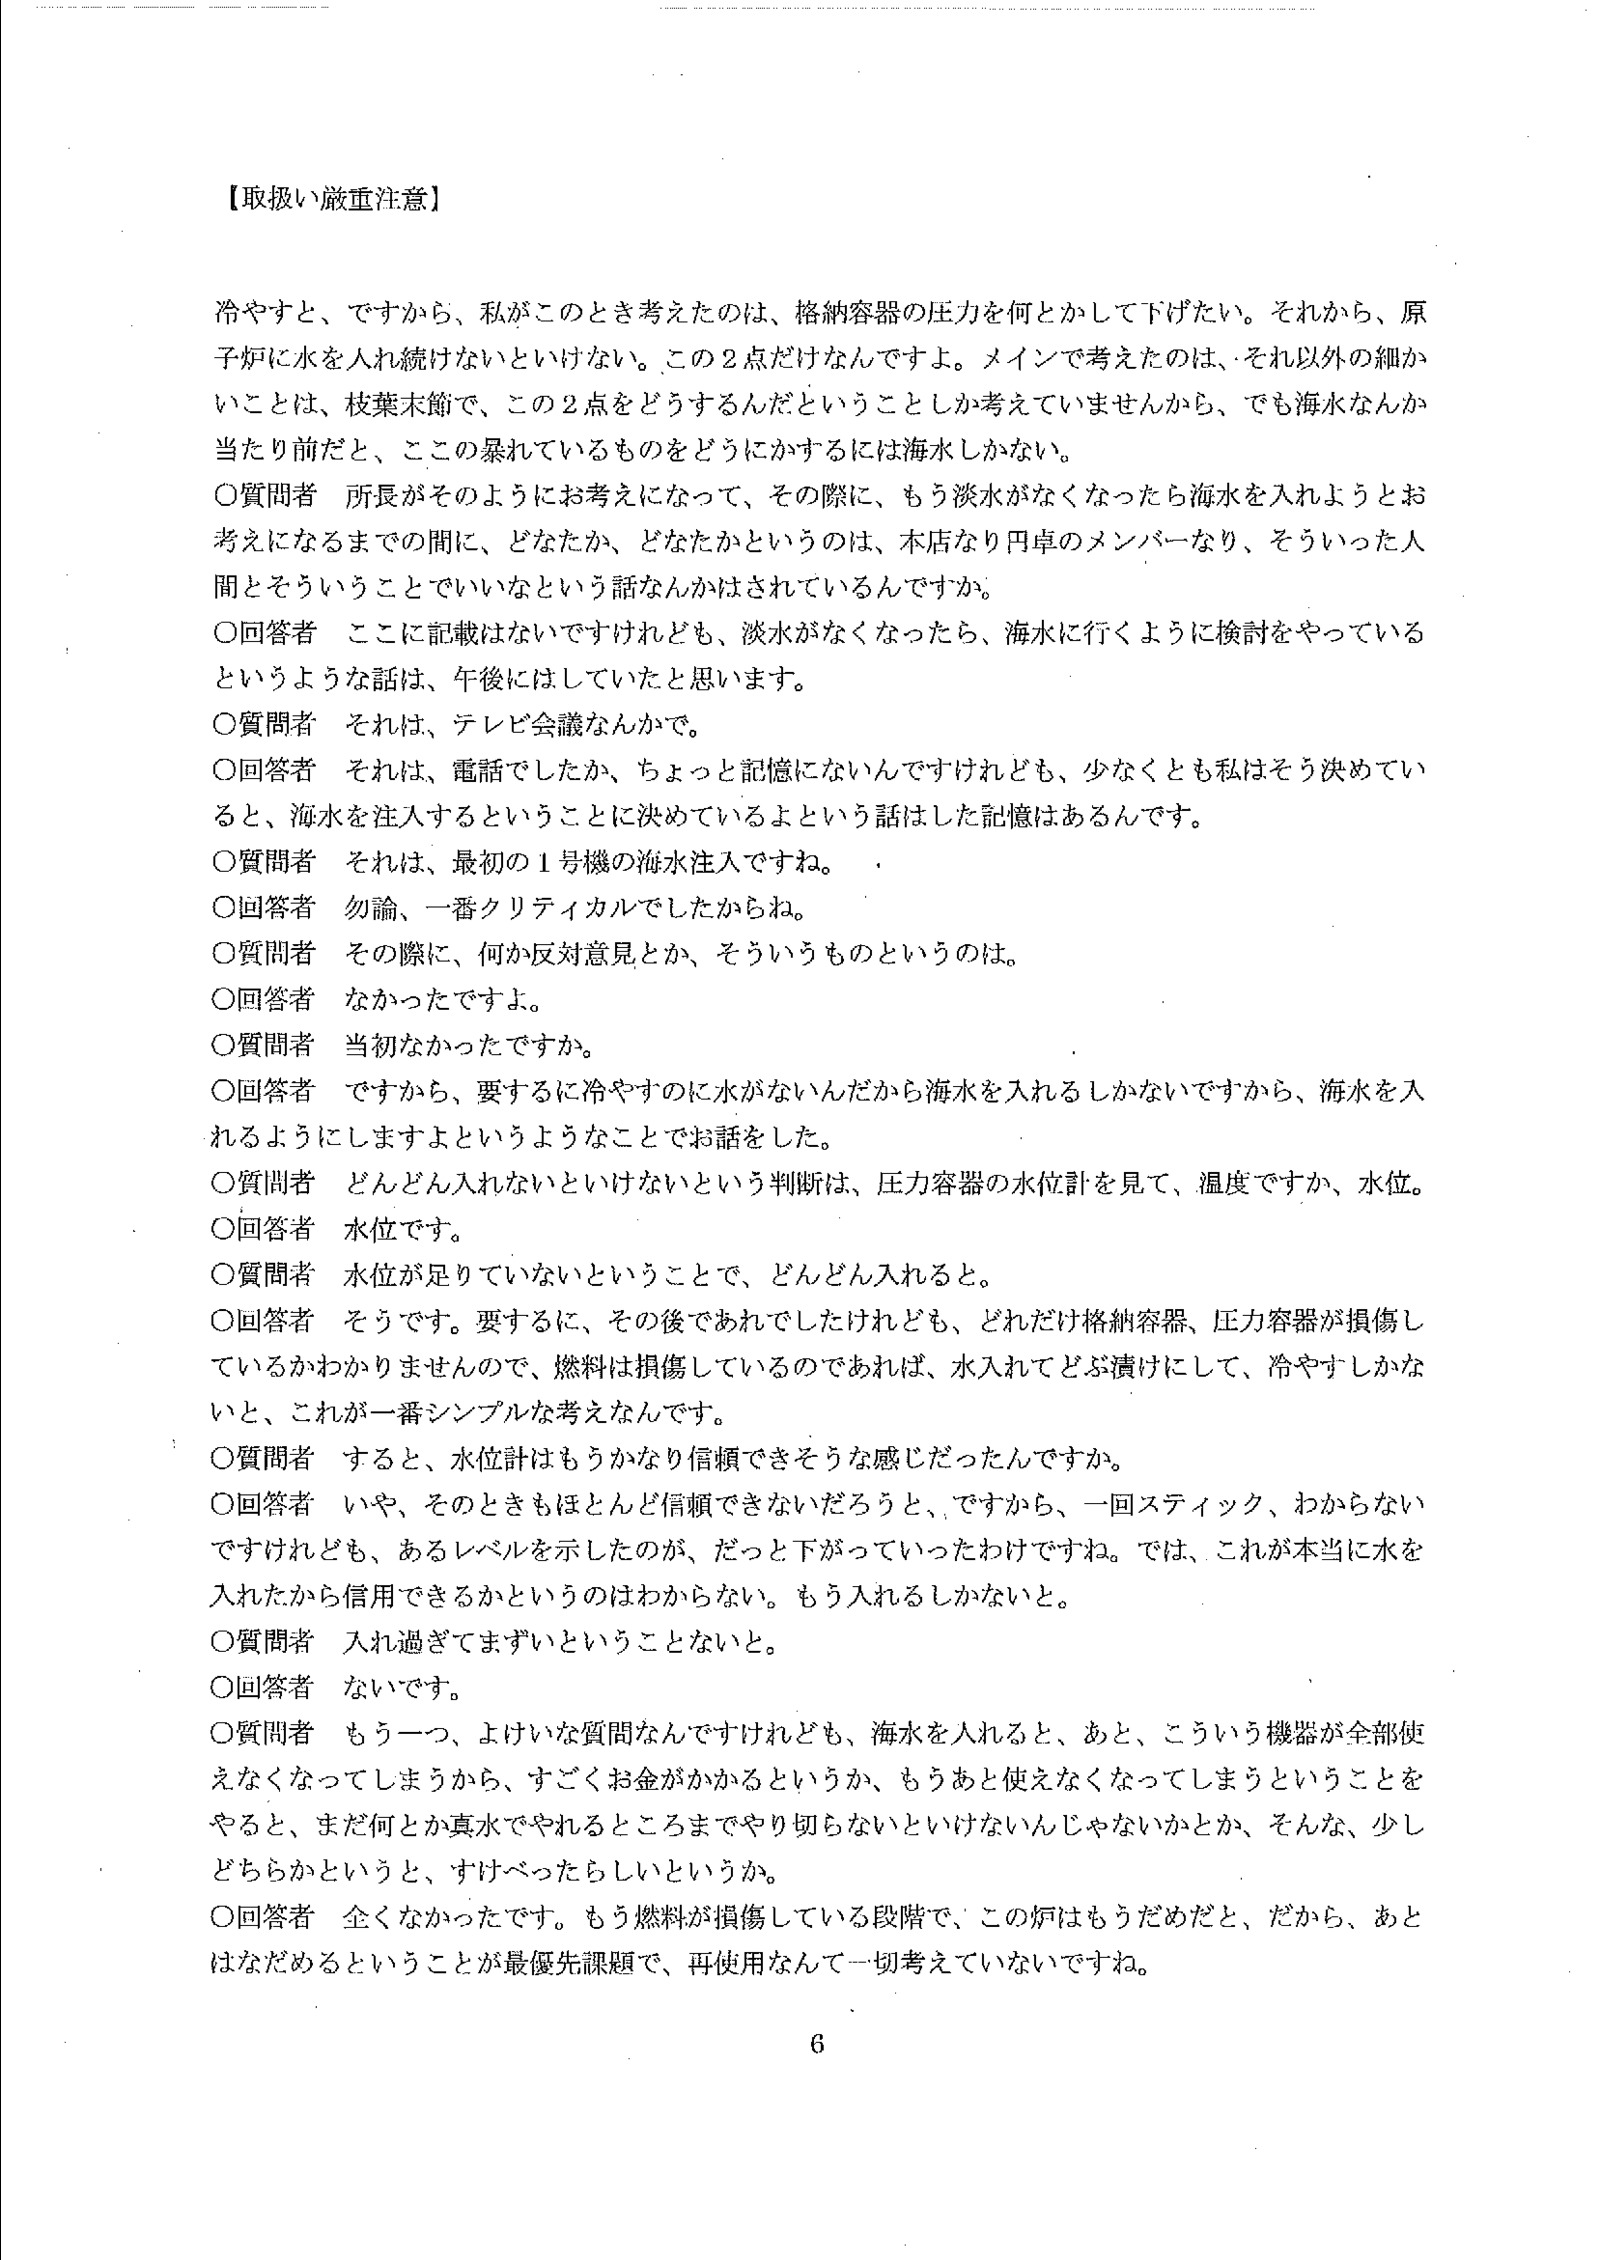 【取扱い厳重注意】
冷やすと、ですから、私がこのとき考えたのは、格納容器の圧力を何とかして下げたい。それから、原
子炉に水を入れ続けないといけない。この２点だけなんですよ。メインで考えたのは、それ以外の細か
いことは、枝葉末節で、この２点をどうするんだということしか考えていませんから、でも海水なんか
当たり前だと、ここの暴れているものをどうにかするには海水しかない。
○質問者　所長がそのようにお考えになって、その際に、もう淡水がなくなったら海水を入れようとお
考えになるまでの間に、どなたか、どなたかというのは、本店なり円卓のメンバーなり、そういった人
間とそういうことでいいなという話なんかはされているんですか。
○回答者　ここに記載はないですけれども、淡水がなくなったら、海水に行くように検討をやっている
というような話は、午後にはしていたと思います。
○質問者　それは、テレビ会議なんかで。
○回答者　それは、電話でしたか、ちょっと記憶にないんですけれども、少なくとも私はそう決めてい
ると、海水を注入するということに決めているよという話はした記憶はあるんです。
○質問者　それは、最初の１号機の海水注入ですね。
○回答者　勿論、一番クリティカルでしたからね。
○質問者　その際に、何か反対意見とか、そういうものというのは。
○回答者　なかったですよ。
○質問者　当初なかったですか。
○回答者　ですから、要するに冷やすのに水がないんだから海水を入れるしかないですから、海水を入
れるようにしますよというようなことでお話をした。
○質問者　どんどん入れないといけないという判断は、圧力容器の水位計を見て、温度ですか、水位。
○回答者　水位です。
○質問者　水位が足りていないということで、どんどん入れると。
○回答者　そうです。要するに、その後であれでしたけれども、どれだけ格納容器、圧力容器が損傷し
ているかわかりませんので、燃料は損傷しているのであれば、水入れてどぶ漬けにして、冷やすしかな
いと、これが一番シンプルな考えなんです。
○質問者　すると、水位計はもうかなり信頼できそうな感じだったんですか。
○回答者　いや、そのときもほとんど信頼できないだろうと、ですから、一回スティック、わからない
ですけれども、あるレベルを示したのが、だっと下がっていったわけですね。では、これが本当に水を
入れたから信用できるかというのはわからない。もう入れるしかないと。
○質問者　入れ過ぎてまずいということないと。
○回答者　ないです。
○質問者　もう一つ、よけいな質問なんですけれども、海水を入れると、あと、こういう機器が全部使
えなくなってしまうから、すごくお金がかかるというか、もうあと使えなくなってしまうということを
やると、まだ何とか真水でやれるところまでやり切らないといけないんじゃないかとか、そんな、少し
どちらかというと、すけべったらしいというか。
○回答者　全くなかったです。もう燃料が損傷している段階で、この炉はもうだめだと、だから、あと
はなだめるということが最優先課題で、再使用なんて一切考えていないですね。
6